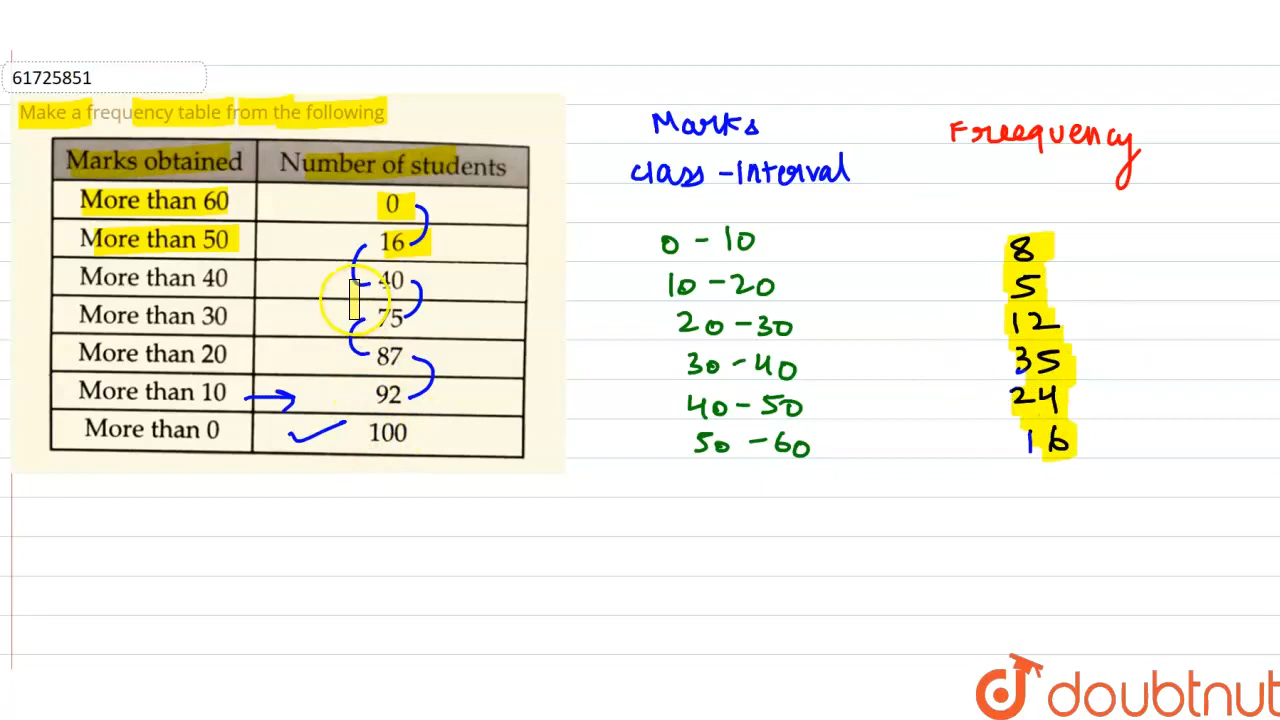 61725851
Make a frequency table from the following
Marks obtained Number of students
More than 60 0
More than 50 16
More than 40 40
More than 30 75
More than 20 87
More than 10 92
More than 0 100
Marks Freequency
class-Interval
0-10 8
10-20 5
20-30 12
30-40 35
40-50 24
50-60 16
doubtnut